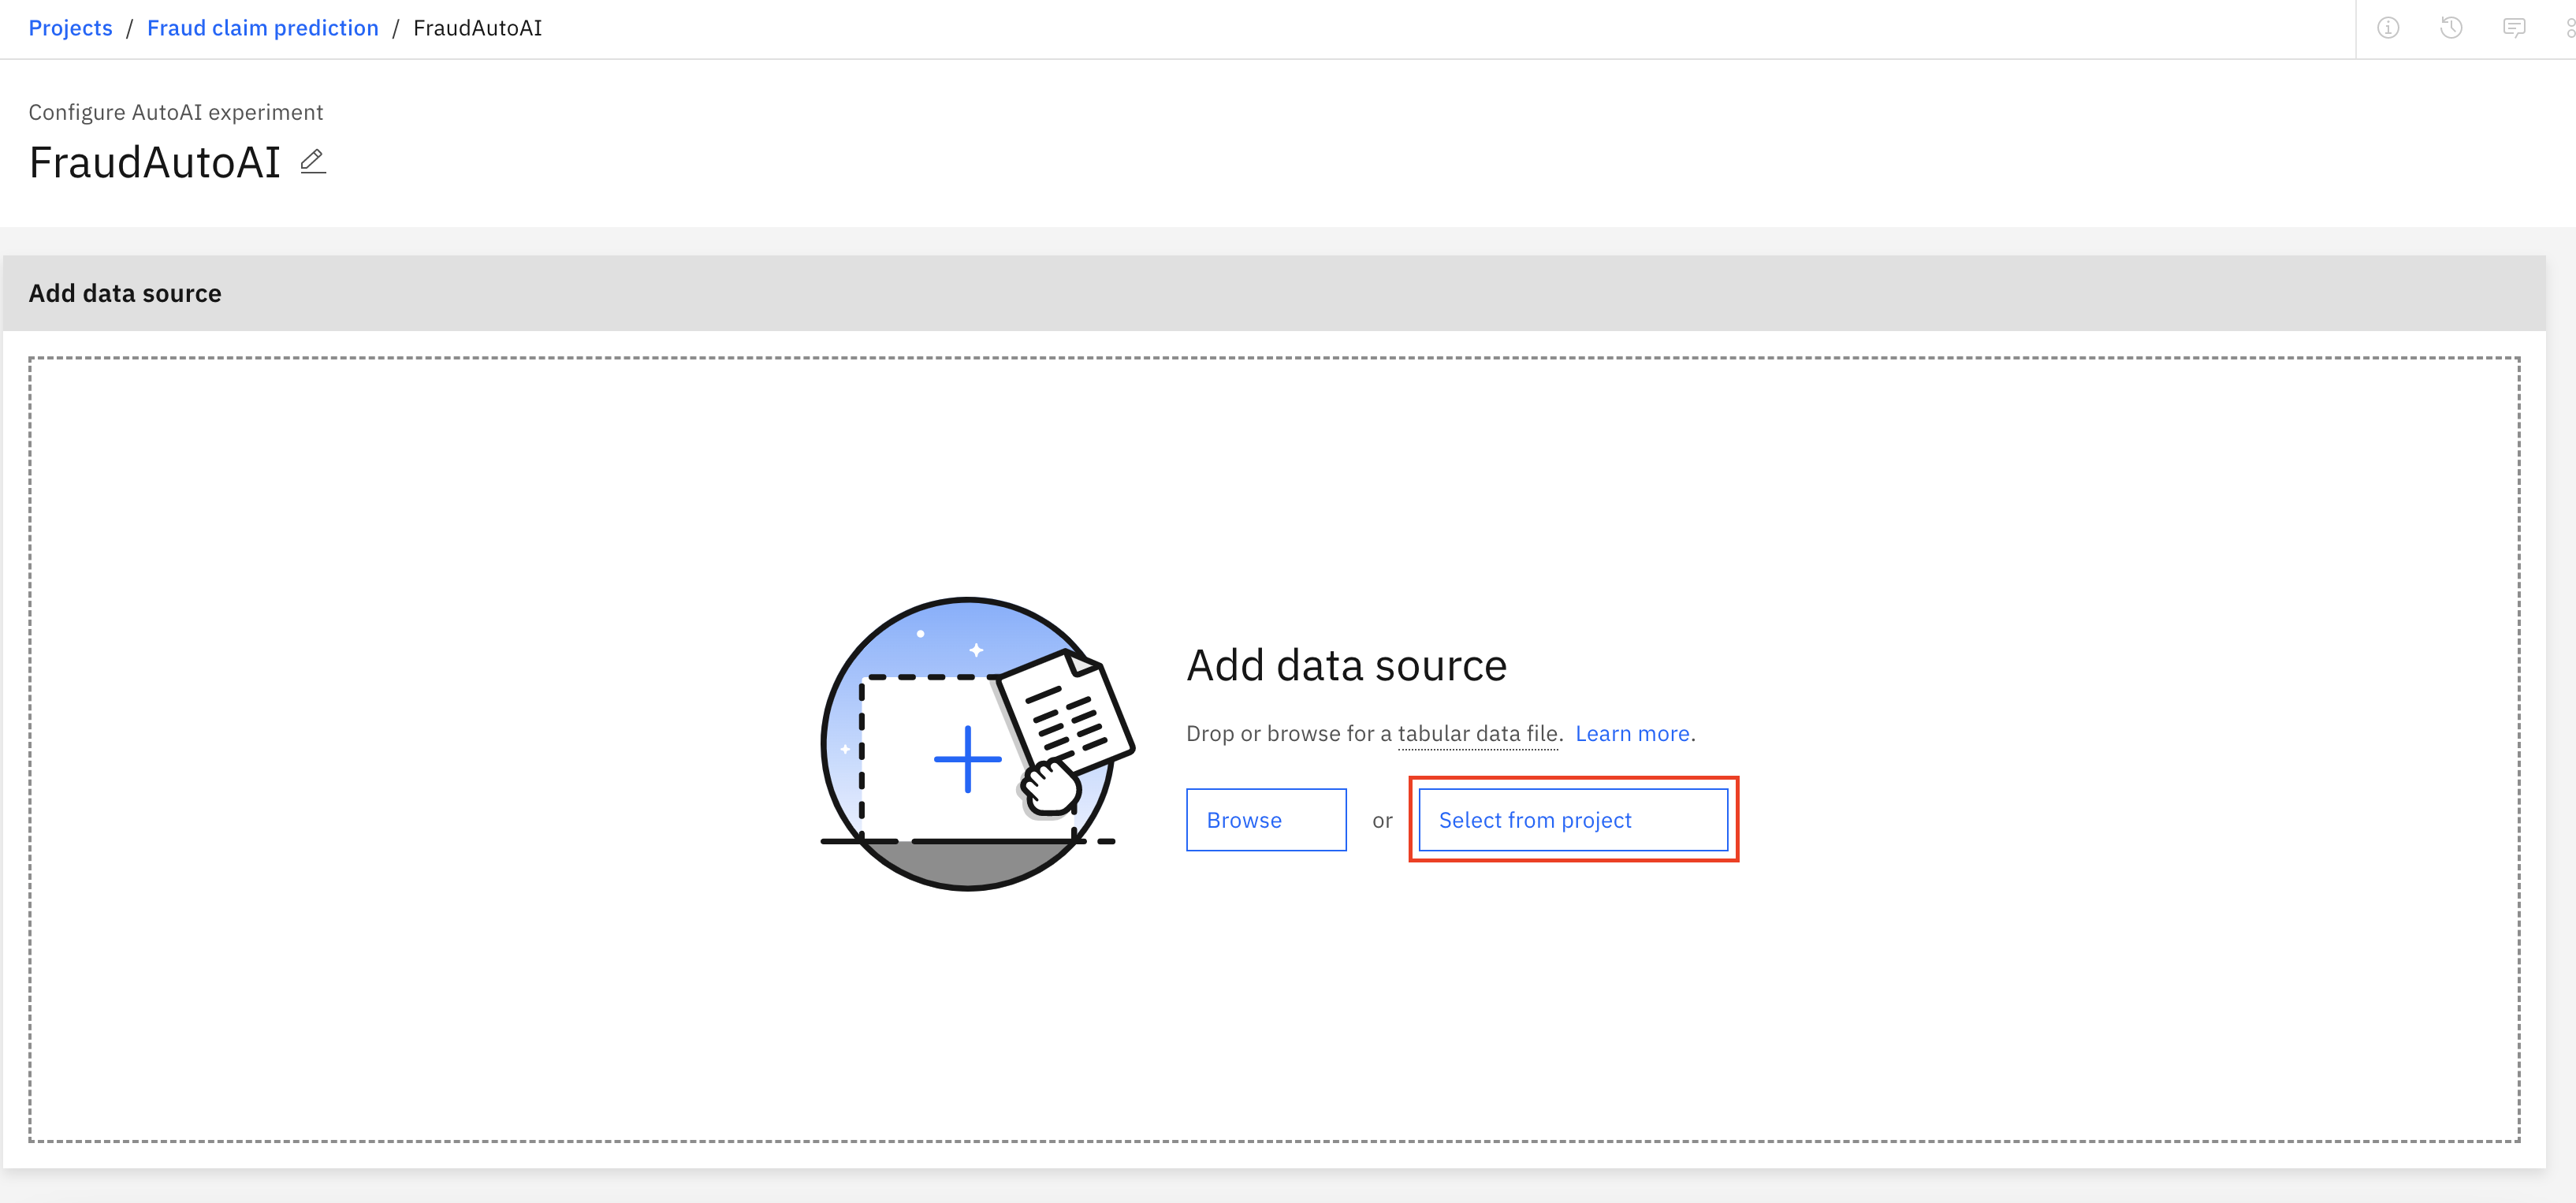 Projects / Fraud claim prediction / FraudAutoAI
Configure AutoAI experiment
FraudAutoAI
Add data source
Add data source
Drop or browse for a tabular data file. Learn more.
Browse or Select from project